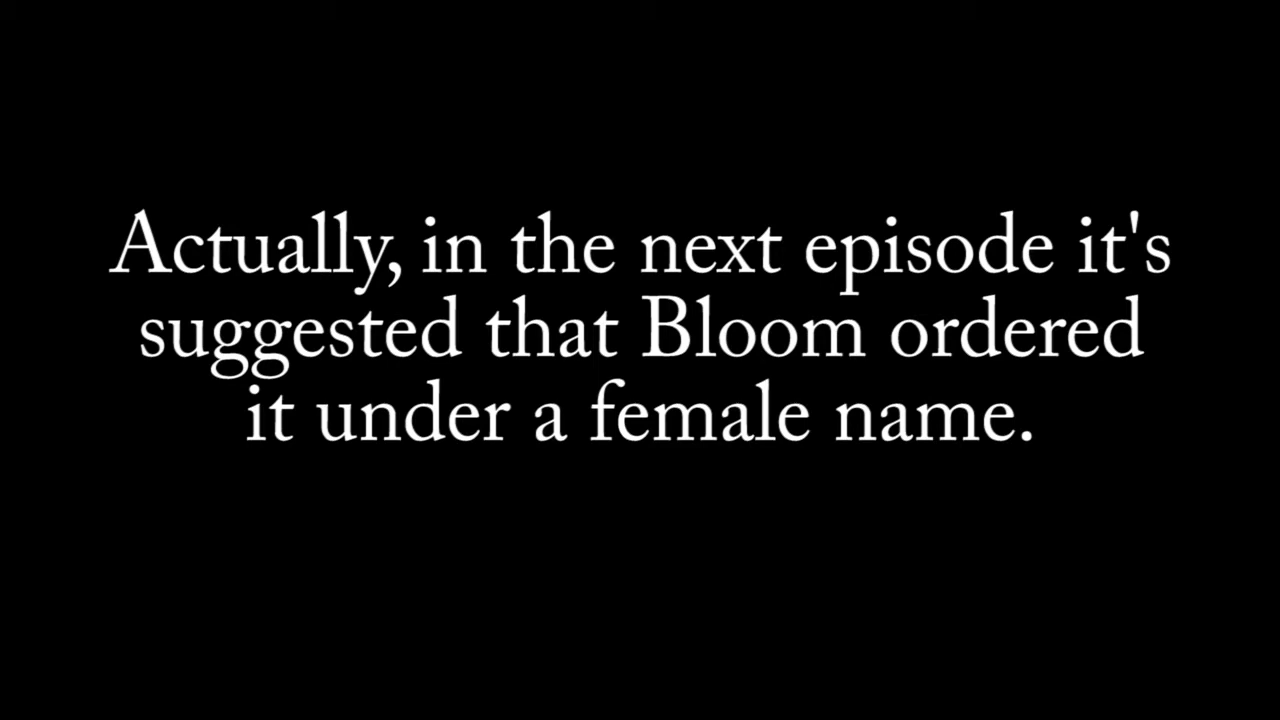 Actually, in the next episode it's
suggested that Bloom ordered
it under a female name.